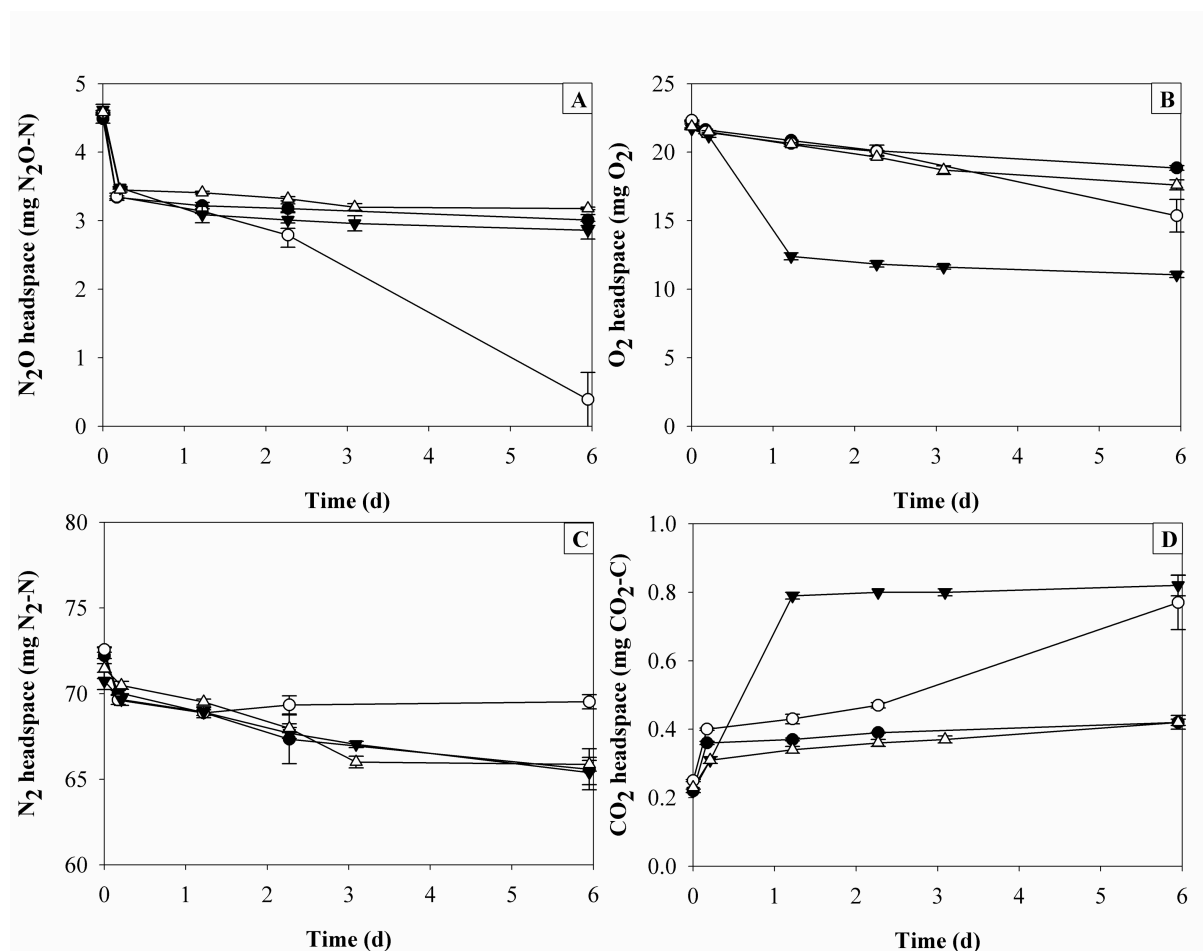 A
N2O headspace (mg N2O-N)
5
4
3
2
1
0
0 1 2 3 4 5 6
Time (d)
B
O2 headspace (mg O2)
25
20
15
10
5
0
0 1 2 3 4 5 6
Time (d)
C
N2 headspace (mg N2-N)
80
75
70
65
60
0 1 2 3 4 5 6
Time (d)
D
CO2 headspace (mg CO2-C)
1.0
0.8
0.6
0.4
0.2
0.0
0 1 2 3 4 5 6
Time (d)